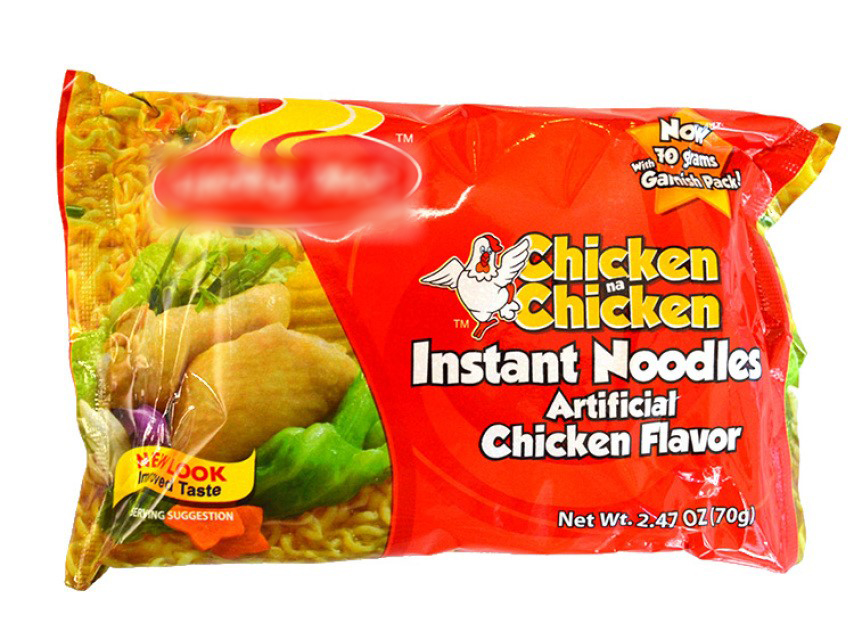 TM
Now
70 grams
With
Garnish Pack!
Chicken
na
Chicken
TM
Instant Noodles
Artificial
Chicken Flavor
NEW LOOK
Improved Taste
SERVING SUGGESTION
Net Wt. 2.47 OZ (70g)